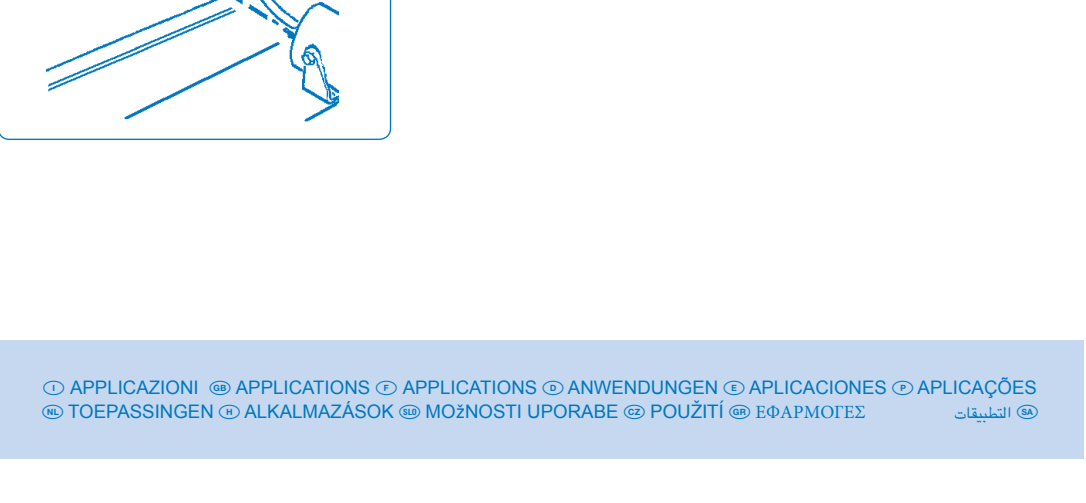 I APPLICAZIONI GB APPLICATIONS F APPLICATIONS D ANWENDUNGEN E APLICACIONES P APLICAÇÕES
NL TOEPASSINGEN H ALKALMAZÁSOK SLO MOžNOSTI UPORABE CZ POUŽITÍ GR ΕΦΑΡΜΟΓΕΣ SA التطبيقات